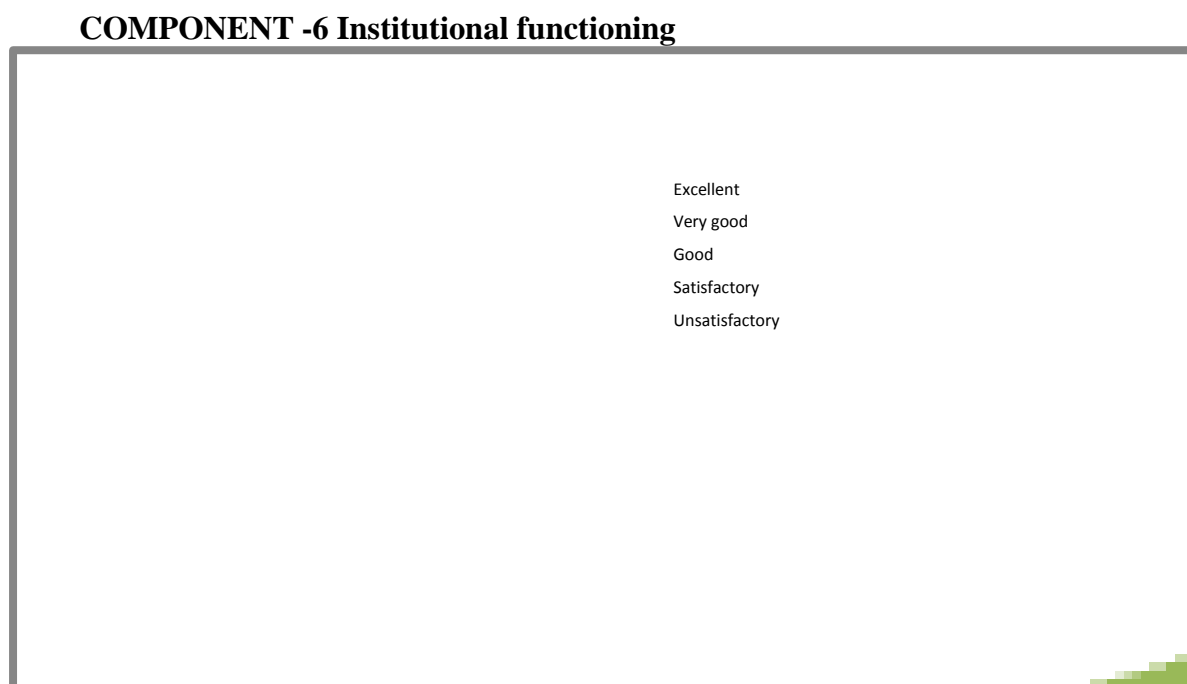 COMPONENT -6 Institutional functioning
Excellent
Very good
Good
Satisfactory
Unsatisfactory